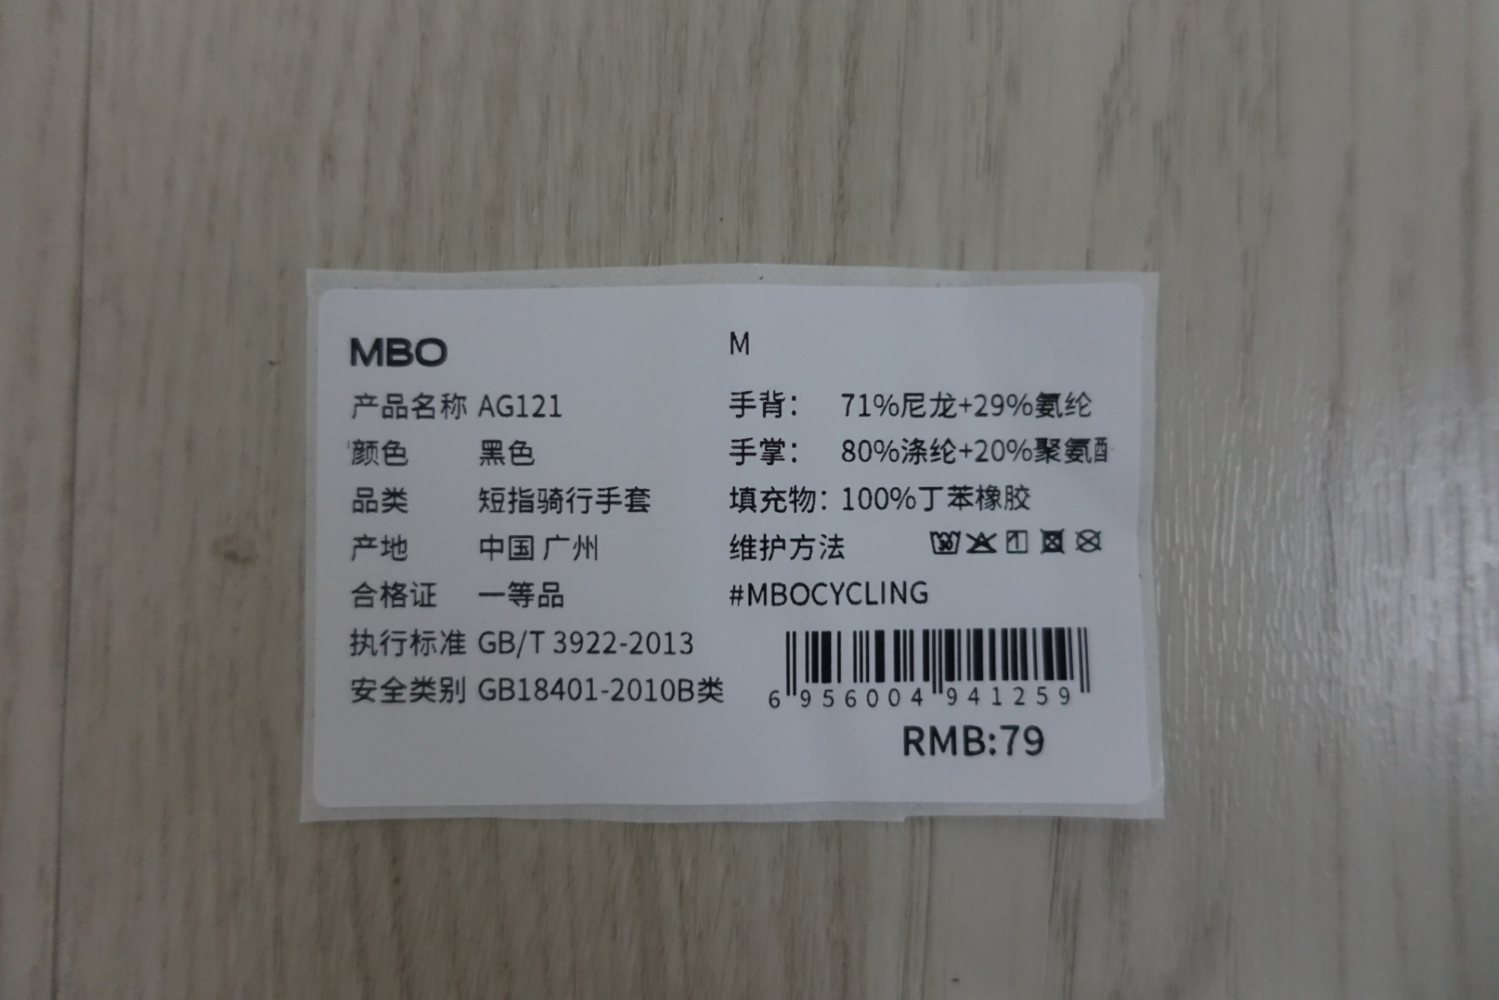 MBO
产品名称 AG121
颜色 黑色
品类 短指骑行手套
产地 中国 广州
合格证 一等品
执行标准 GB/T 3922-2013
安全类别 GB18401-2010B类
M
手背： 71%尼龙+29%氨纶
手掌： 80%涤纶+20%聚氨酯
填充物：100%丁苯橡胶
维护方法
#MBOCYCLING
6 956004 941259
RMB:79